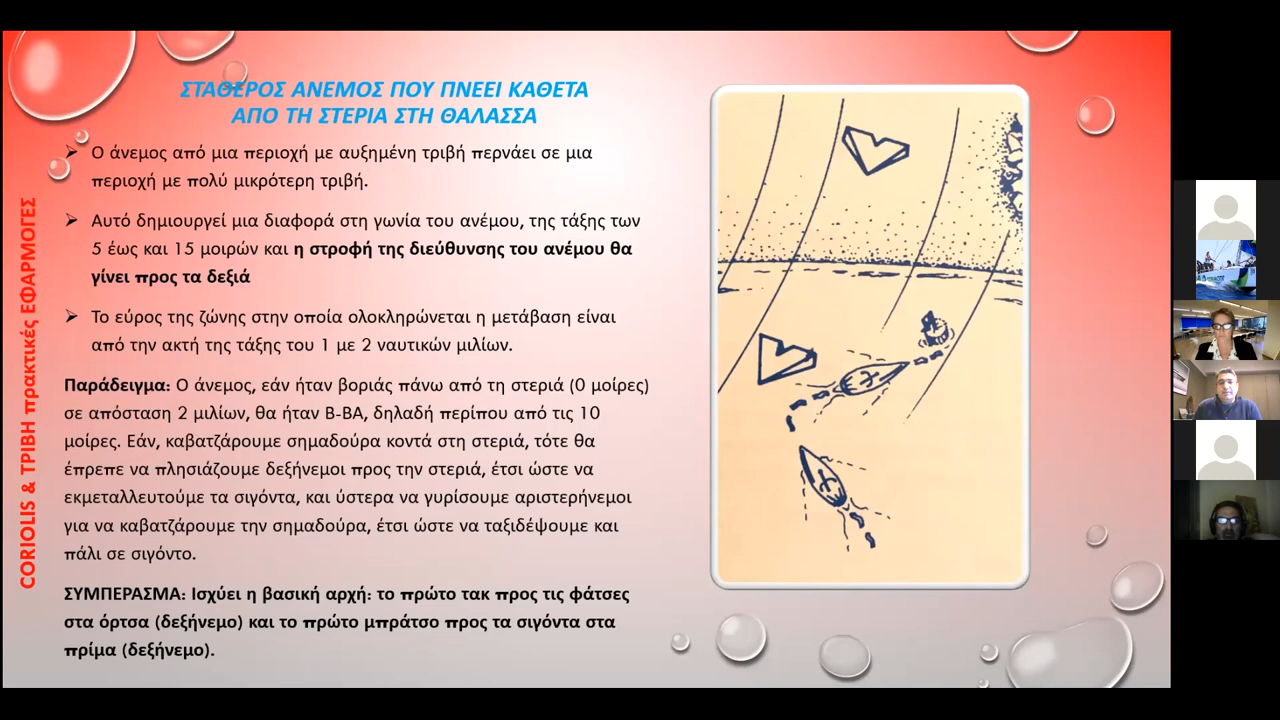 ΣΤΑΘΕΡΟΣ ΑΝΕΜΟΣ ΠΟΥ ΠΝΕΕΙ ΚΑΘΕΤΑ
ΑΠΟ ΤΗ ΣΤΕΡΙΑ ΣΤΗ ΘΑΛΑΣΣΑ
Ο άνεμος από μια περιοχή με αυξημένη τριβή περνάει σε μια
περιοχή με πολύ μικρότερη τριβή.
Αυτό δημιουργεί μια διαφορά στη γωνία του ανέμου, της τάξης των
5 έως και 15 μοιρών και η στροφή της διεύθυνσης του ανέμου θα
γίνει προς τα δεξιά
Το εύρος της ζώνης στην οποία ολοκληρώνεται η μετάβαση είναι
από την ακτή της τάξης του 1 με 2 ναυτικών μιλίων.
Παράδειγμα: Ο άνεμος, εάν ήταν βοριάς πάνω από τη στεριά (0 μοίρες)
σε απόσταση 2 μιλίων, θα ήταν Β-ΒΑ, δηλαδή περίπου από τις 10
μοίρες. Εάν, καβατζάρουμε σημαδούρα κοντά στη στεριά, τότε θα
έπρεπε να πλησιάζουμε δεξήνεμοι προς την στεριά, έτσι ώστε να
εκμεταλλευτούμε τα σιγόντα, και ύστερα να γυρίσουμε αριστερήνεμοι
για να καβατζάρουμε την σημαδούρα, έτσι ώστε να ταξιδέψουμε και
πάλι σε σιγόντο.
ΣΥΜΠΕΡΑΣΜΑ: Ισχύει η βασική αρχή: το πρώτο τακ προς τις φάτσες
στα όρτσα (δεξήνεμο) και το πρώτο μπράτσο προς τα σιγόντα στα
πρίμα (δεξήνεμο).
CORIOLIS & ΤΡΙΒΗ πρακτικές ΕΦΑΡΜΟΓΕΣ